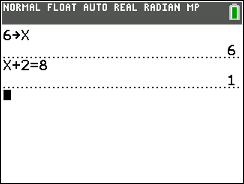 NORMAL FLOAT AUTO REAL RADIAN MP
6→X
6
X+2=8
1